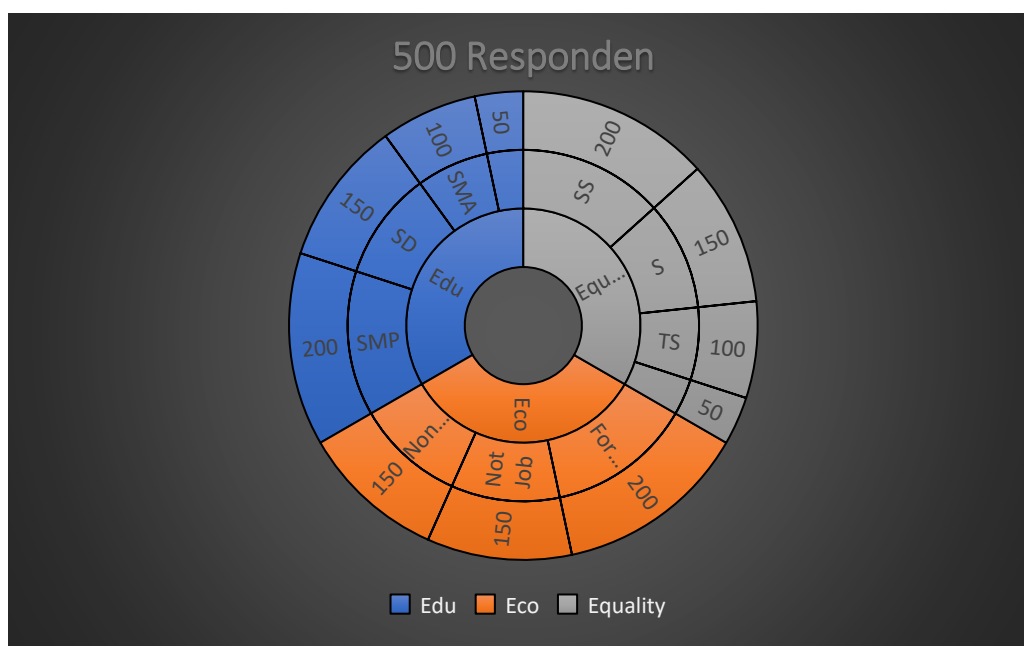 500 Responden
200
SS
150
S
Equ...
100
TS
50
200
For...
Eco
150
Not
Job
150
Non...
200
SMP
Edu
150
SD
100
SMA
50
Edu
Eco
Equality